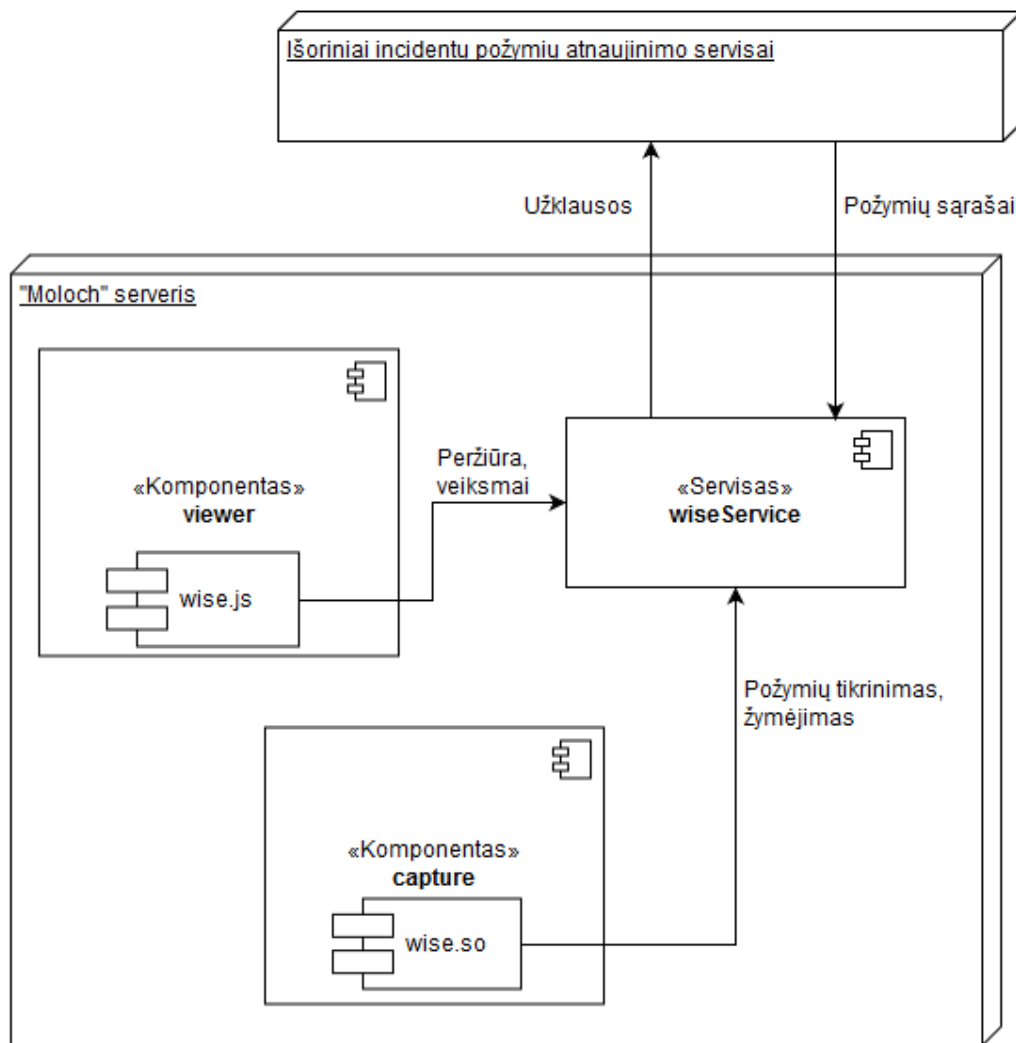 Išoriniai incidentų požymių atnaujinimo servisai
Užklausos
Požymių sąrašai
"Moloch" serveris
«Komponentas»
viewer
wise.js
Peržiūra,
veiksmai
«Servisas»
wiseService
Požymių tikrinimas,
žymėjimas
«Komponentas»
capture
wise.so